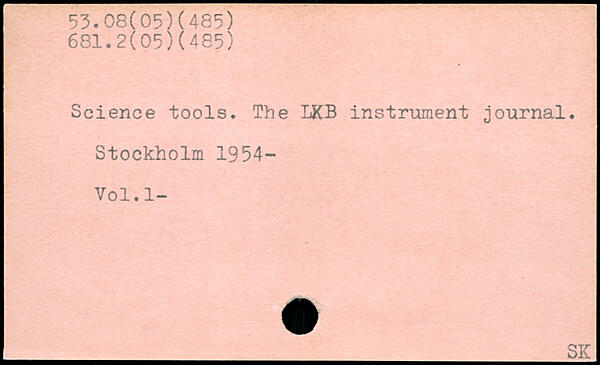 53.08(05)(485)
681.2(05)(485)
Science tools. The LKB instrument journal.
Stockholm 1954-
Vol.1-
SK